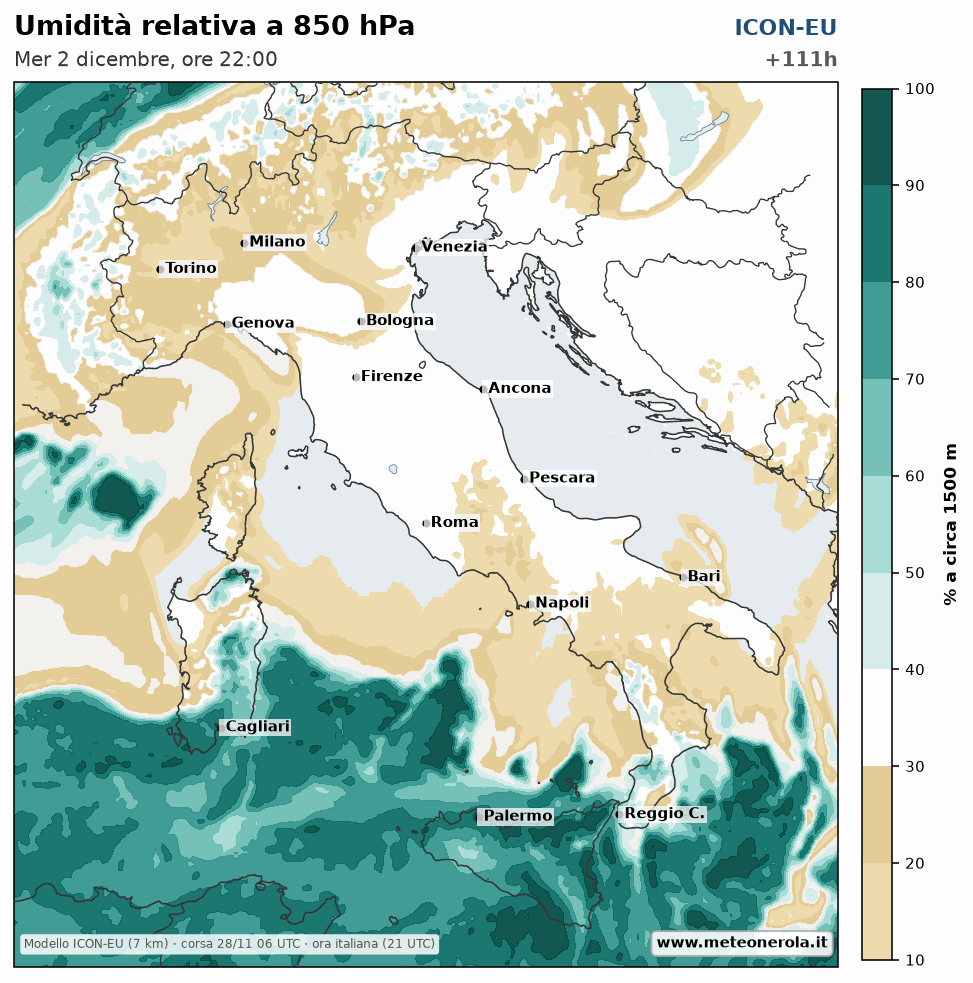 Umidità relativa a 850 hPa
ICON-EU
Mer 2 dicembre, ore 22:00
+111h
Milano
Venezia
Torino
Genova
Bologna
Firenze
Ancona
Pescara
Roma
Bari
Napoli
Cagliari
Palermo
Reggio C.
100
90
80
70
60
50
40
30
20
10
% a circa 1500 m
Modello ICON-EU (7 km) · corsa 28/11 06 UTC · ora italiana (21 UTC)
www.meteonerola.it